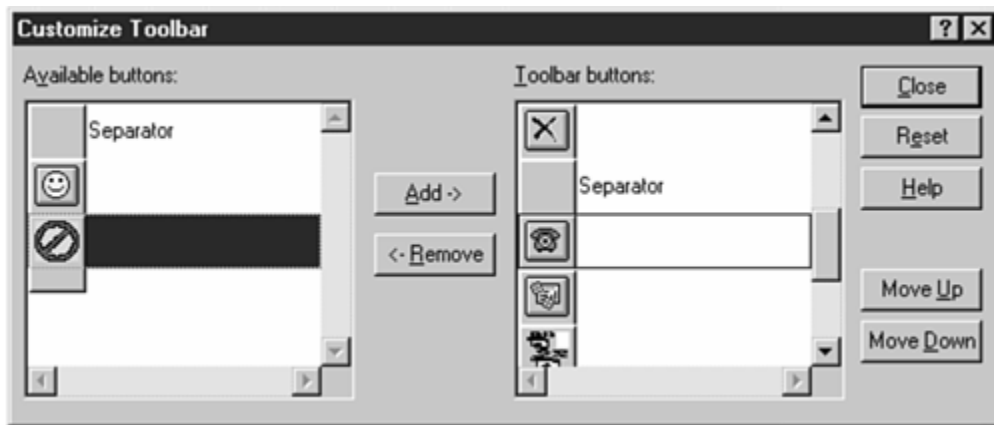 Customize Toolbar
Available buttons:
Separator
Add ->
<- Remove
Toolbar buttons:
Separator
Close
Reset
Help
Move Up
Move Down